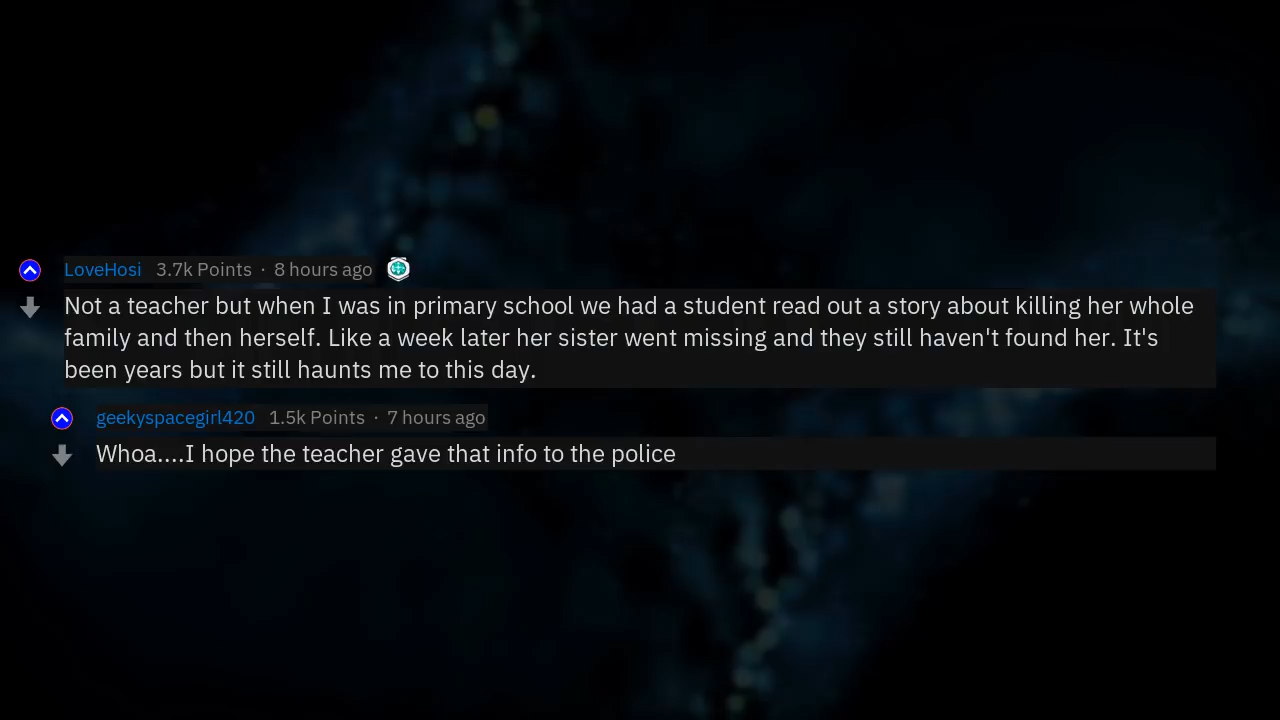 LoveHosi 3.7k Points · 8 hours ago
Not a teacher but when I was in primary school we had a student read out a story about killing her whole
family and then herself. Like a week later her sister went missing and they still haven't found her. It's
been years but it still haunts me to this day.
geekyspacegirl420 1.5k Points · 7 hours ago
Whoa....I hope the teacher gave that info to the police